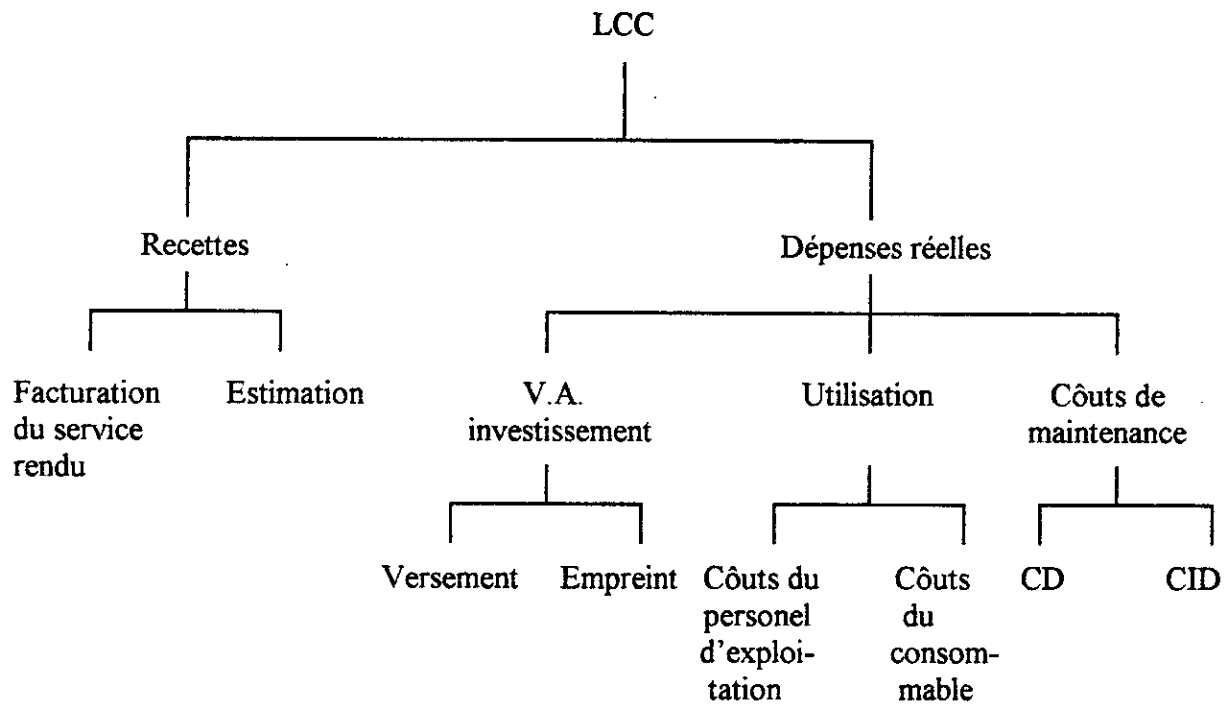 LCC
Recettes
Dépenses réelles
Facturation
du service
rendu
Estimation
V.A.
investissement
Utilisation
Côuts de
maintenance
Versement
Empreint
Côuts du
personel
d'exploi-
tation
Côuts
du
consom-
mable
CD
CID